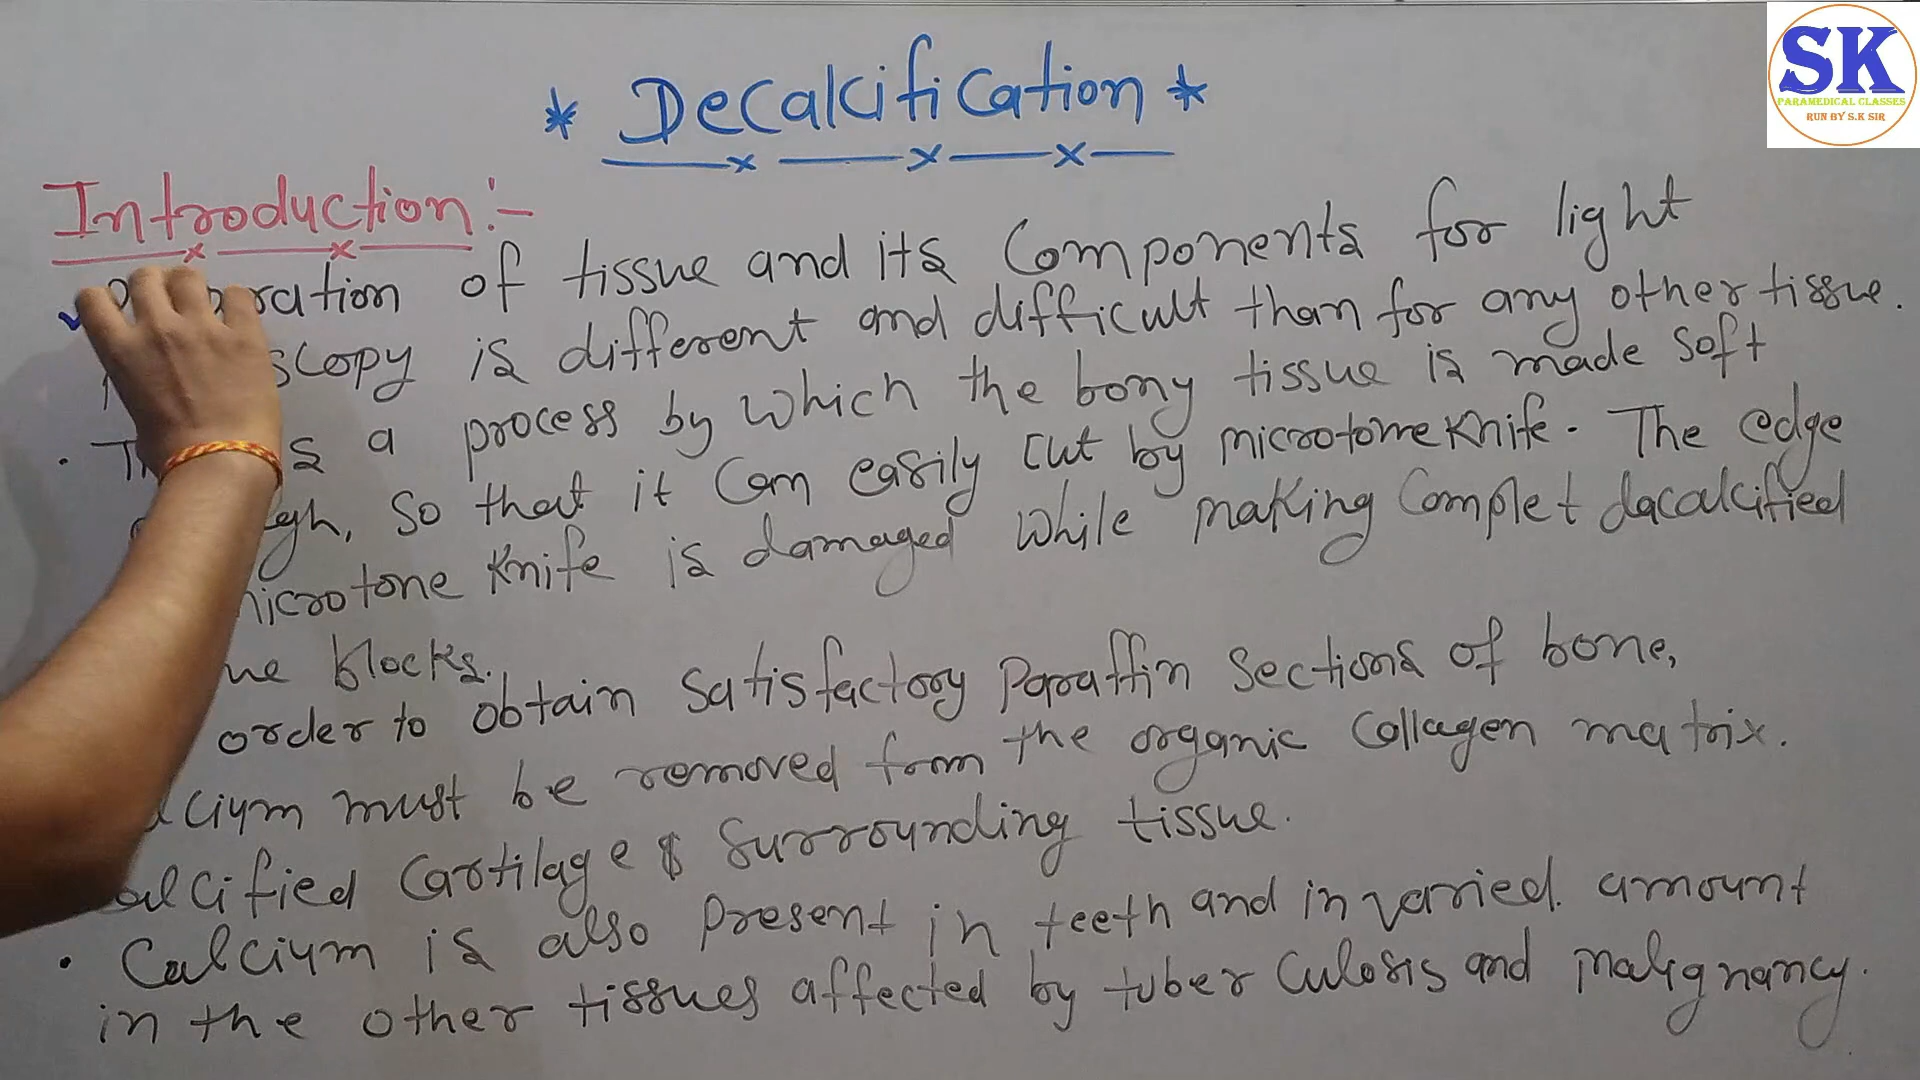 * Decalcification *
SK
PARAMEDICAL CLASSES
RUN BY S.K SIR
Introduction:-
of tissue and its components for light
is different and difficult than for any other tissue.
a process by which the bony tissue is made soft
so that it can easily cut by microtome knife. The edge
microtone knife is damaged while making complet dacalcified
blocks.
order to obtain satisfactory paraffin sections of bone,
must be removed from the organic collagen matrix.
cartilage & surrounding tissue.
• Calciym is also present in teeth and in varied. amount
in the other tissues affected by tuberculosis and malignancy.